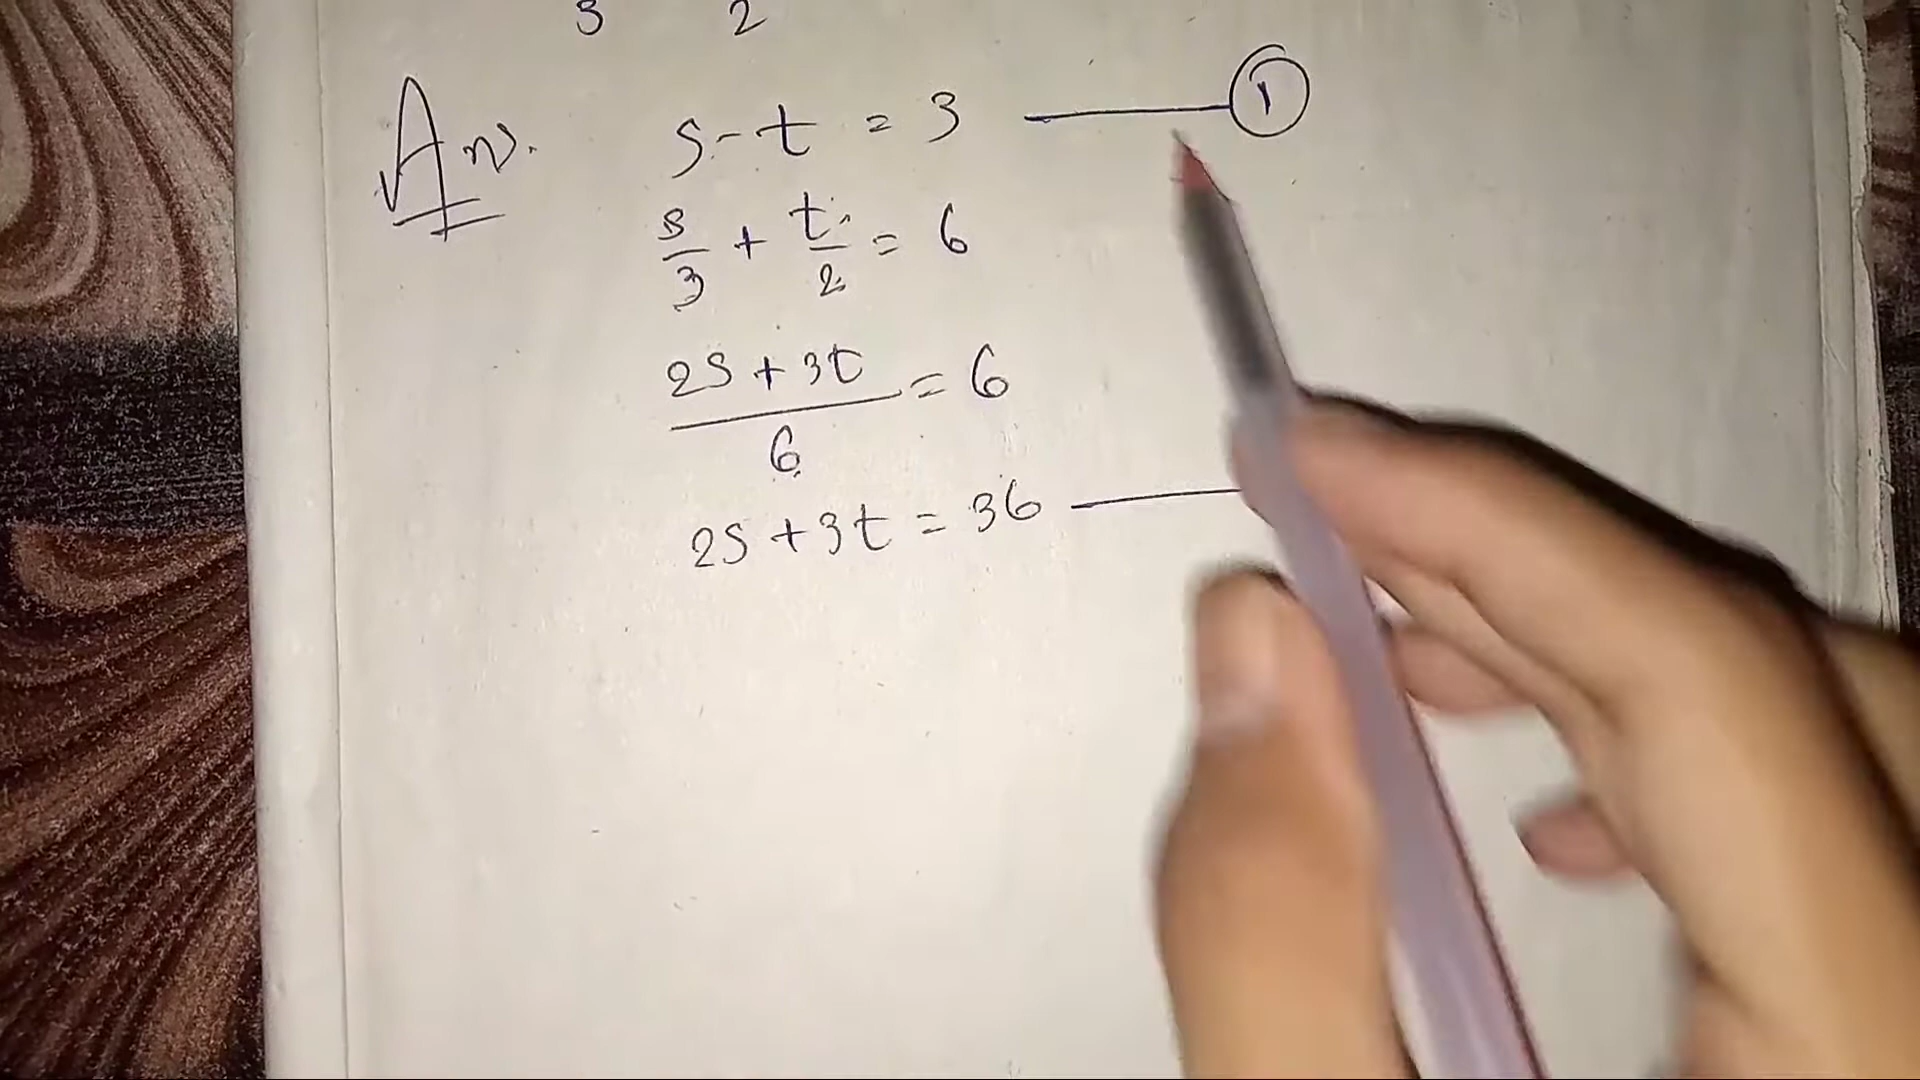 3 2
Ans. s - t = 3 — ①
s/3 + t/2 = 6
2s + 3t / 6 = 6
2s + 3t = 36 —